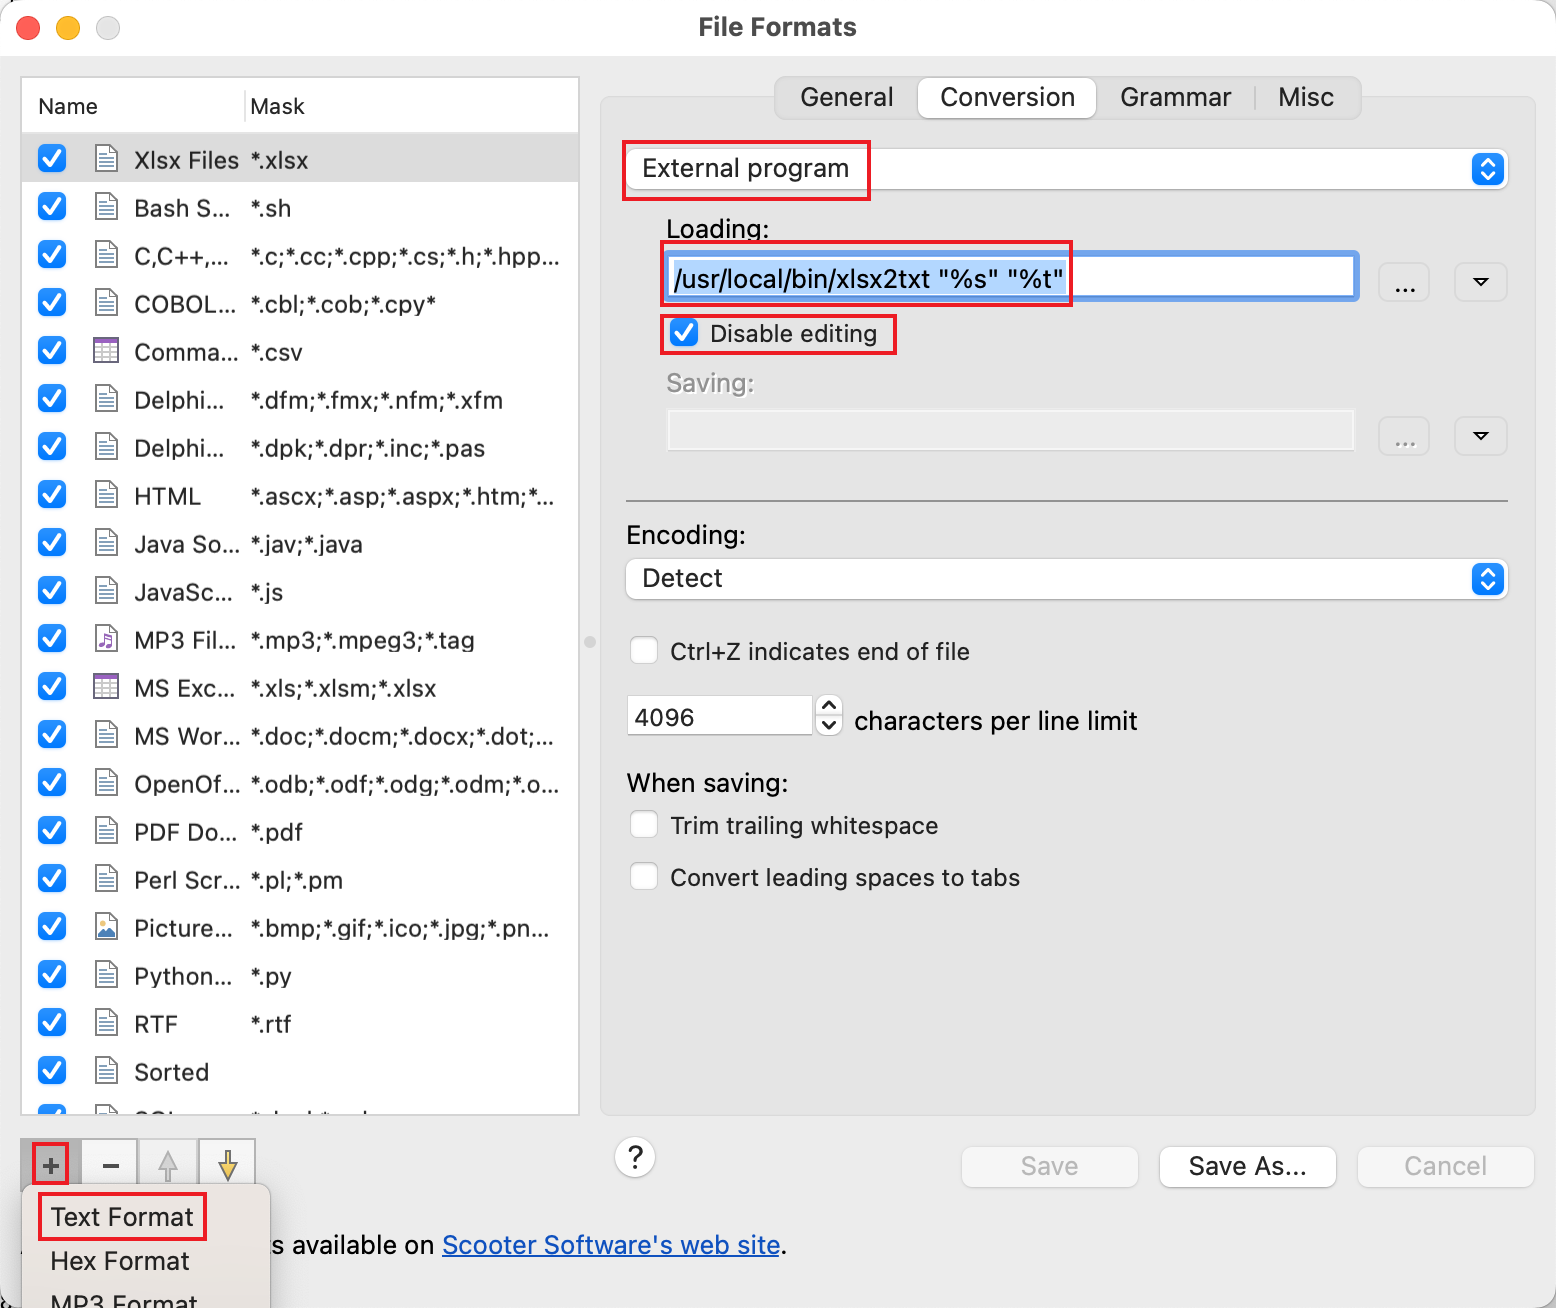 File Formats
Name Mask
Xlsx Files *.xlsx
Bash S... *.sh
C,C++,... *.c;*.cc;*.cpp;*.cs;*.h;*.hpp...
COBOL... *.cbl;*.cob;*.cpy*
Comma... *.csv
Delphi... *.dfm;*.fmx;*.nfm;*.xfm
Delphi... *.dpk;*.dpr;*.inc;*.pas
HTML *.ascx;*.asp;*.aspx;*.htm;*...
Java So... *.jav;*.java
JavaSc... *.js
MP3 Fil... *.mp3;*.mpeg3;*.tag
MS Exc... *.xls;*.xlsm;*.xlsx
MS Wor... *.doc;*.docm;*.docx;*.dot;...
OpenOf... *.odb;*.odf;*.odg;*.odm;*.o...
PDF Do... *.pdf
Perl Scr... *.pl;*.pm
Picture... *.bmp;*.gif;*.ico;*.jpg;*.pn...
Python... *.py
RTF *.rtf
Sorted
+ −
Text Format
Hex Format
MP3 Format
General Conversion Grammar Misc
External program
Loading:
/usr/local/bin/xlsx2txt "%s" "%t" ...
Disable editing
Saving:
...
Encoding:
Detect
Ctrl+Z indicates end of file
4096 characters per line limit
When saving:
Trim trailing whitespace
Convert leading spaces to tabs
? Save Save As... Cancel
s available on Scooter Software's web site.